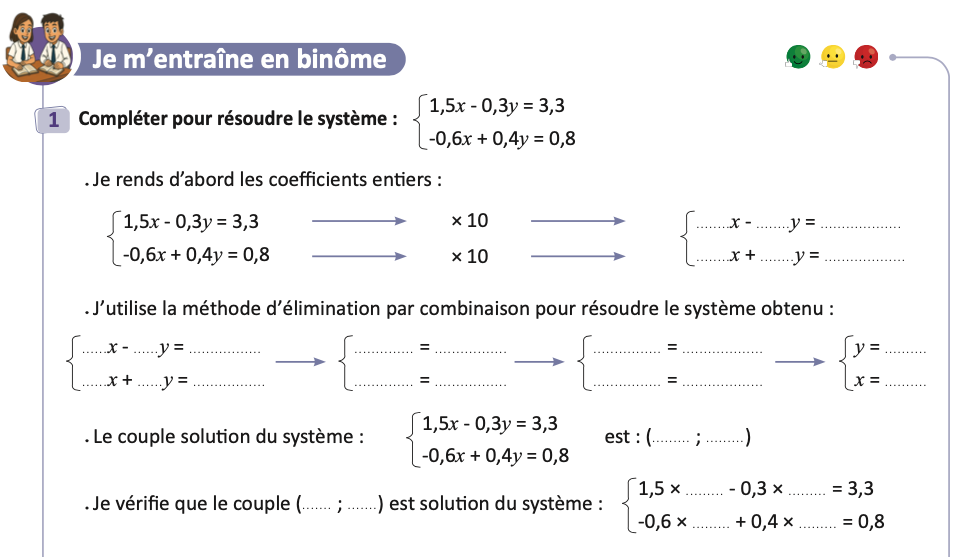 Je m'entraîne en binôme
1 Compléter pour résoudre le système : { 1,5x - 0,3y = 3,3
-0,6x + 0,4y = 0,8
. Je rends d'abord les coefficients entiers :
{ 1,5x - 0,3y = 3,3 → × 10 → { ........x - ........y = ...................
-0,6x + 0,4y = 0,8 → × 10 → ........x + ........y = ...................
. J'utilise la méthode d'élimination par combinaison pour résoudre le système obtenu :
{ ......x - ......y = ................. → { .............. = ................. → { ................ = ................... → { y = ..........
......x + ......y = ................. .............. = ................. ................ = ................... x = ..........
. Le couple solution du système : { 1,5x - 0,3y = 3,3 est : (......... ; .........)
-0,6x + 0,4y = 0,8
. Je vérifie que le couple (....... ; .......) est solution du système : { 1,5 × ......... - 0,3 × ......... = 3,3
-0,6 × ......... + 0,4 × ......... = 0,8